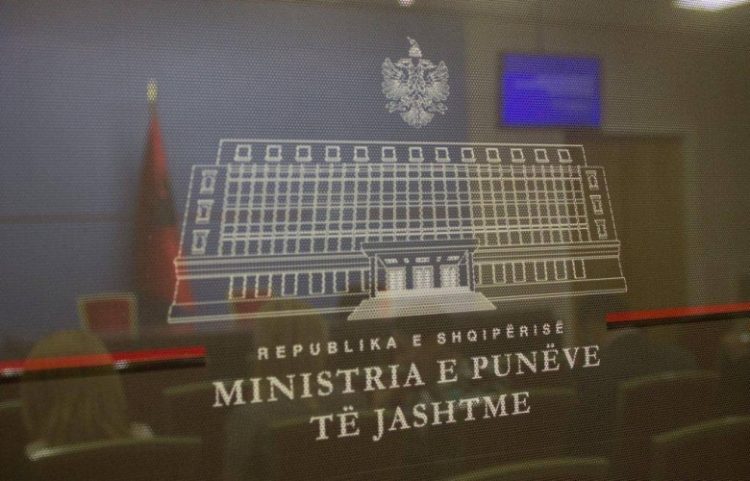 REPUBLIKA E SHQIPËRISË
MINISTRIA E PUNËVE
TË JASHTME